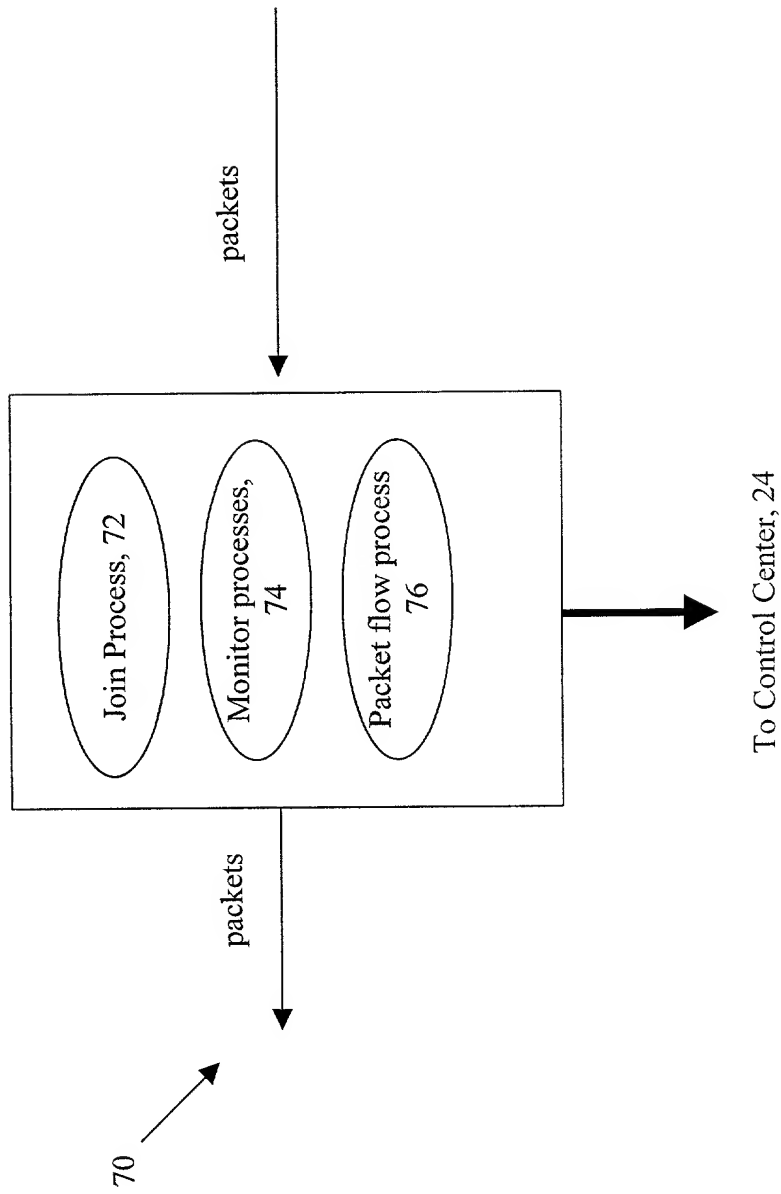 70
packets
Join Process, 72
Monitor processes,
74
Packet flow process
76
packets
To Control Center, 24